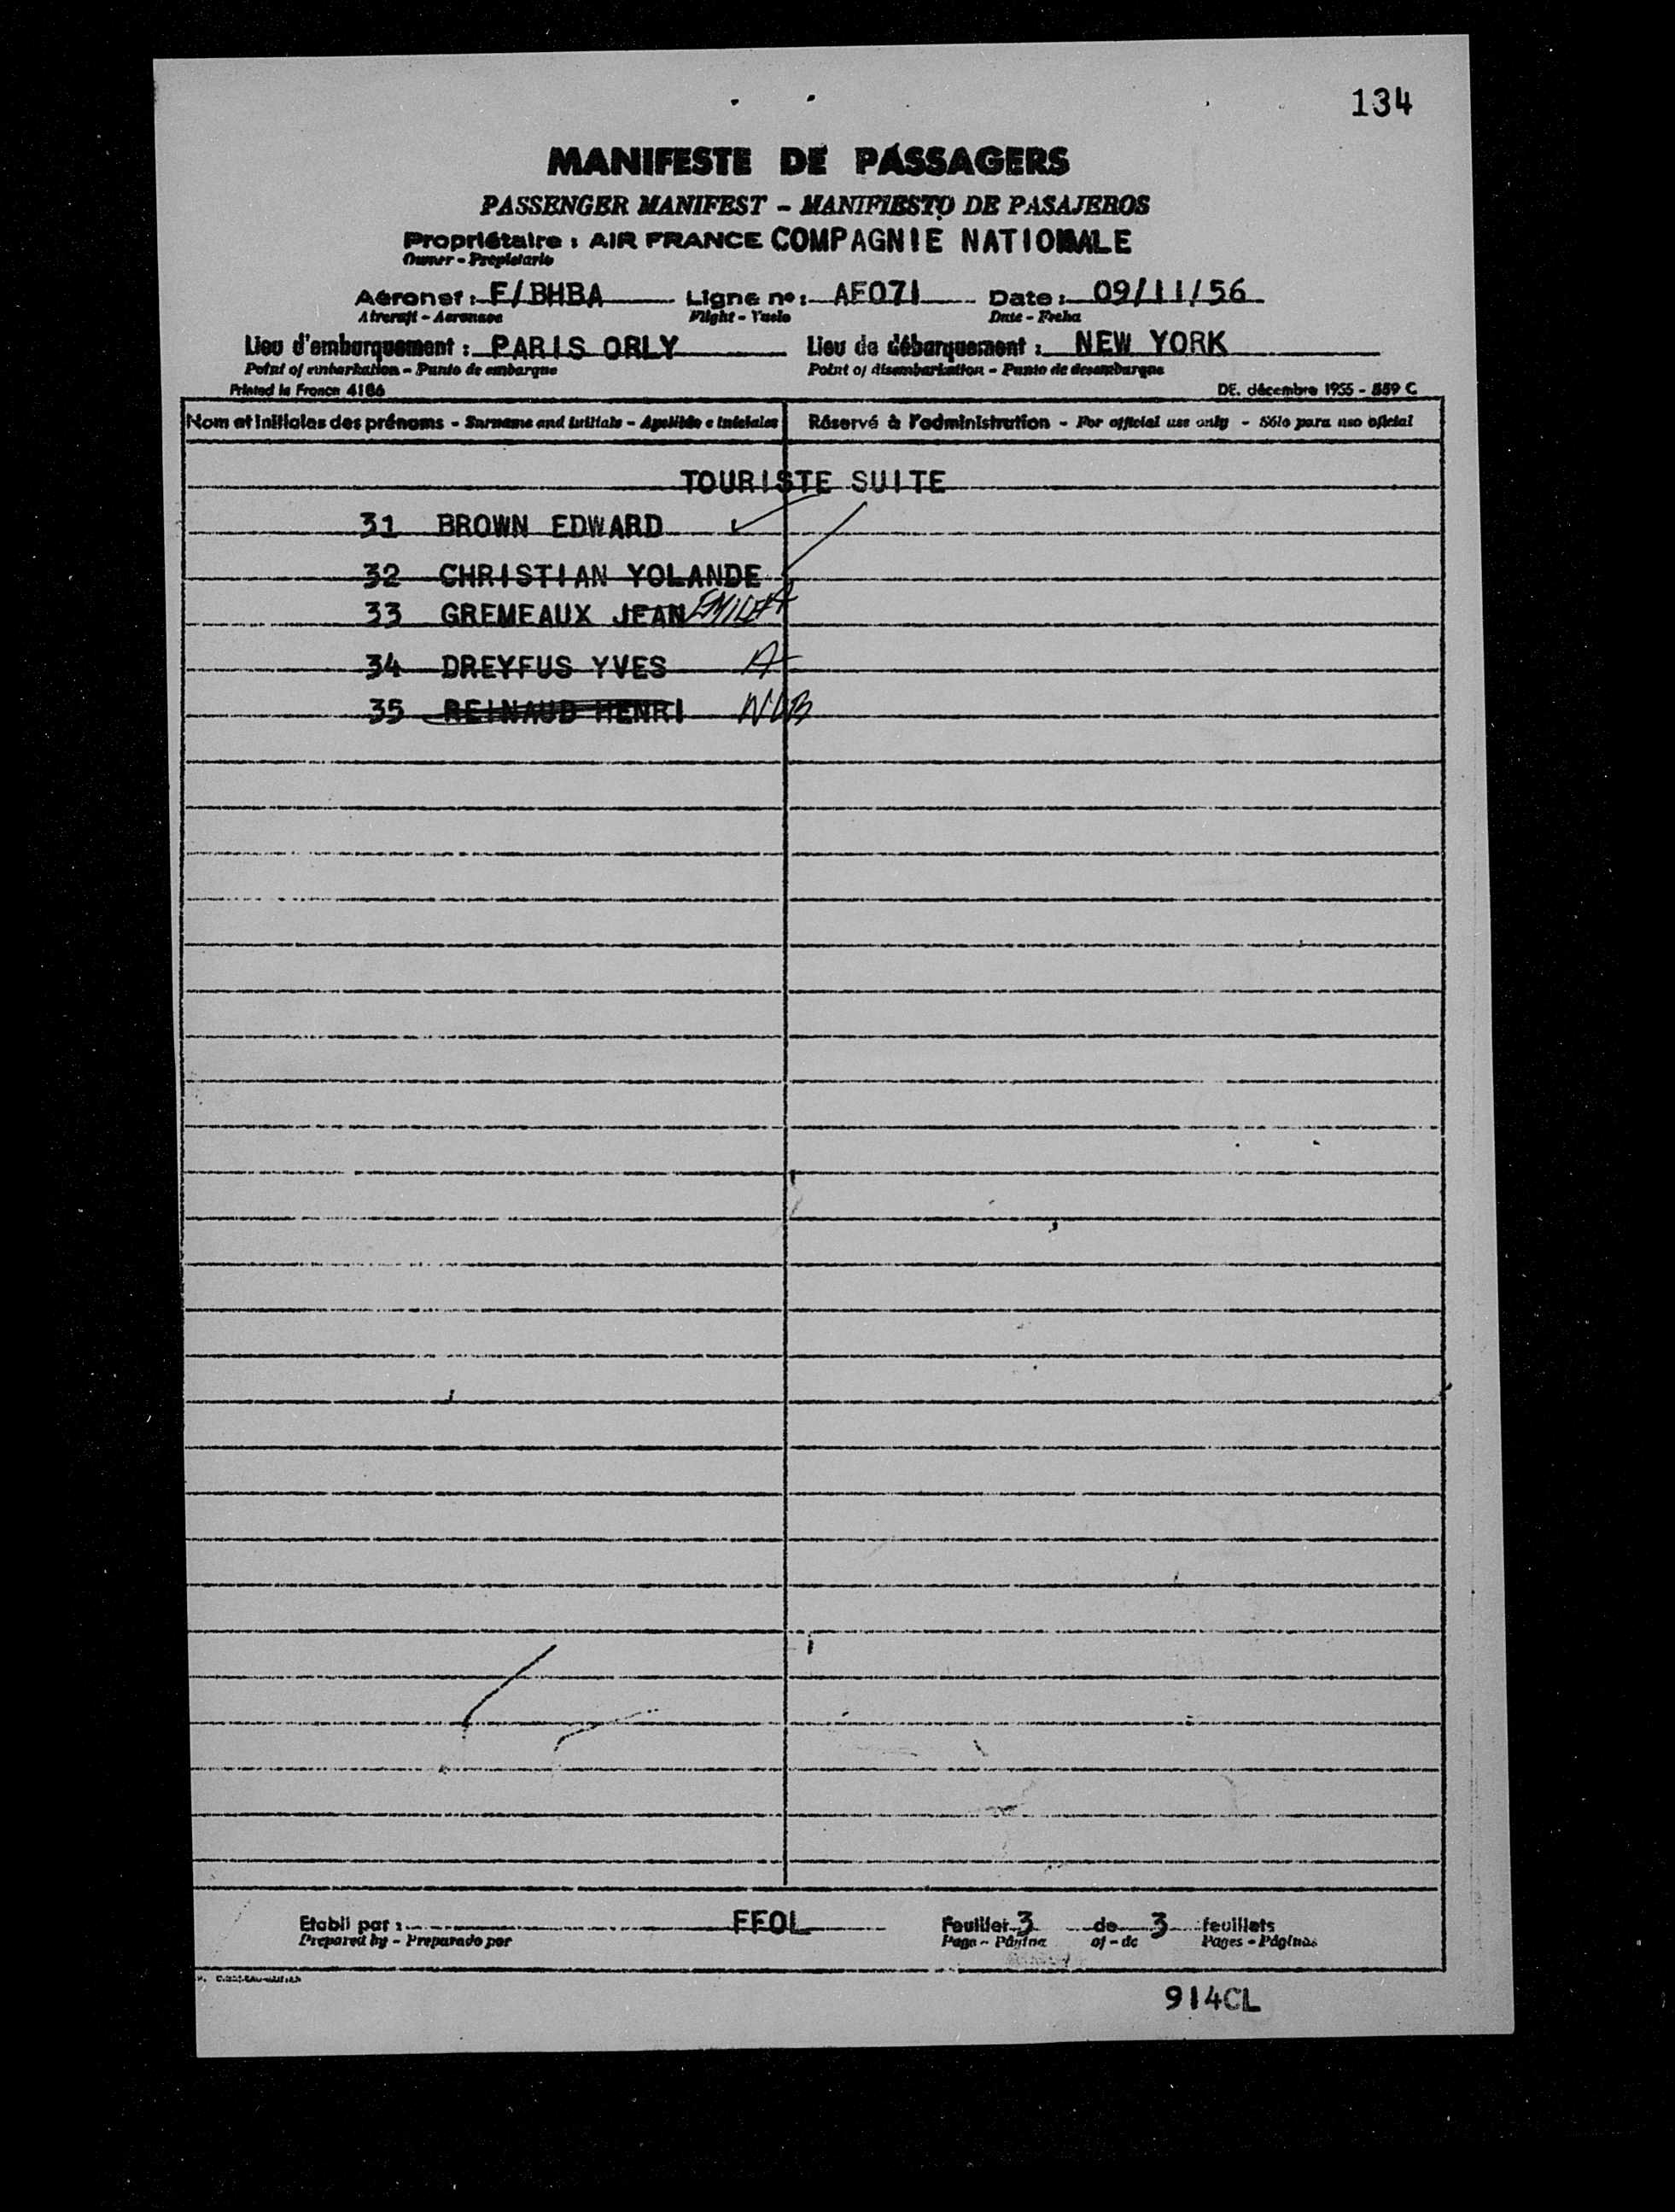 134
MANIFESTE DE PASSAGERS
PASSENGER MANIFEST - MANIFIESTO DE PASAJEROS
Propriétaire : AIR FRANCE COMPAGNIE NATIONALE
Owner - Propietario
Aéronef : F/BHBA Ligne no : AF071 Date : 09/11/56
Aircraft - Aeronave Flight - Vuelo Date - Fecha
Lieu d'embarquement : PARIS ORLY Lieu de débarquement : NEW YORK
Point of embarkation - Punto de embarque Point of disembarkation - Punto de desembarque
Printed in France 4186 DE. décembre 1955 - 559 C
Nom et initiales des prénoms - Surname and initials - Apellido e iniciales Réservé à l'administration - For official use only - Sólo para uso oficial
TOURISTE SUITE
31 BROWN EDWARD
32 CHRISTIAN YOLANDE
33 GREMEAUX JEAN
34 DREYFUS YVES A
35 REINAUD HENRI
Etabli par : FFOL Feuillet 3 de 3 feuillets
Prepared by - Preparado por Page - Página of - de Pages - Páginas
914CL